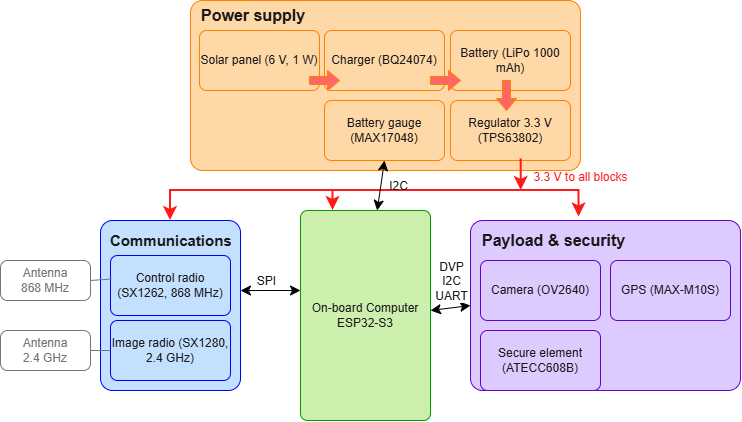 Power supply
Solar panel (6 V, 1 W)
Charger (BQ24074)
Battery (LiPo 1000
mAh)
Battery gauge
(MAX17048)
Regulator 3.3 V
(TPS63802)
3.3 V to all blocks
I2C
Communications
Control radio
(SX1262, 868 MHz)
Image radio (SX1280,
2.4 GHz)
Antenna
868 MHz
Antenna
2.4 GHz
SPI
On-board Computer
ESP32-S3
DVP
I2C
UART
Payload & security
Camera (OV2640)
GPS (MAX-M10S)
Secure element
(ATECC608B)